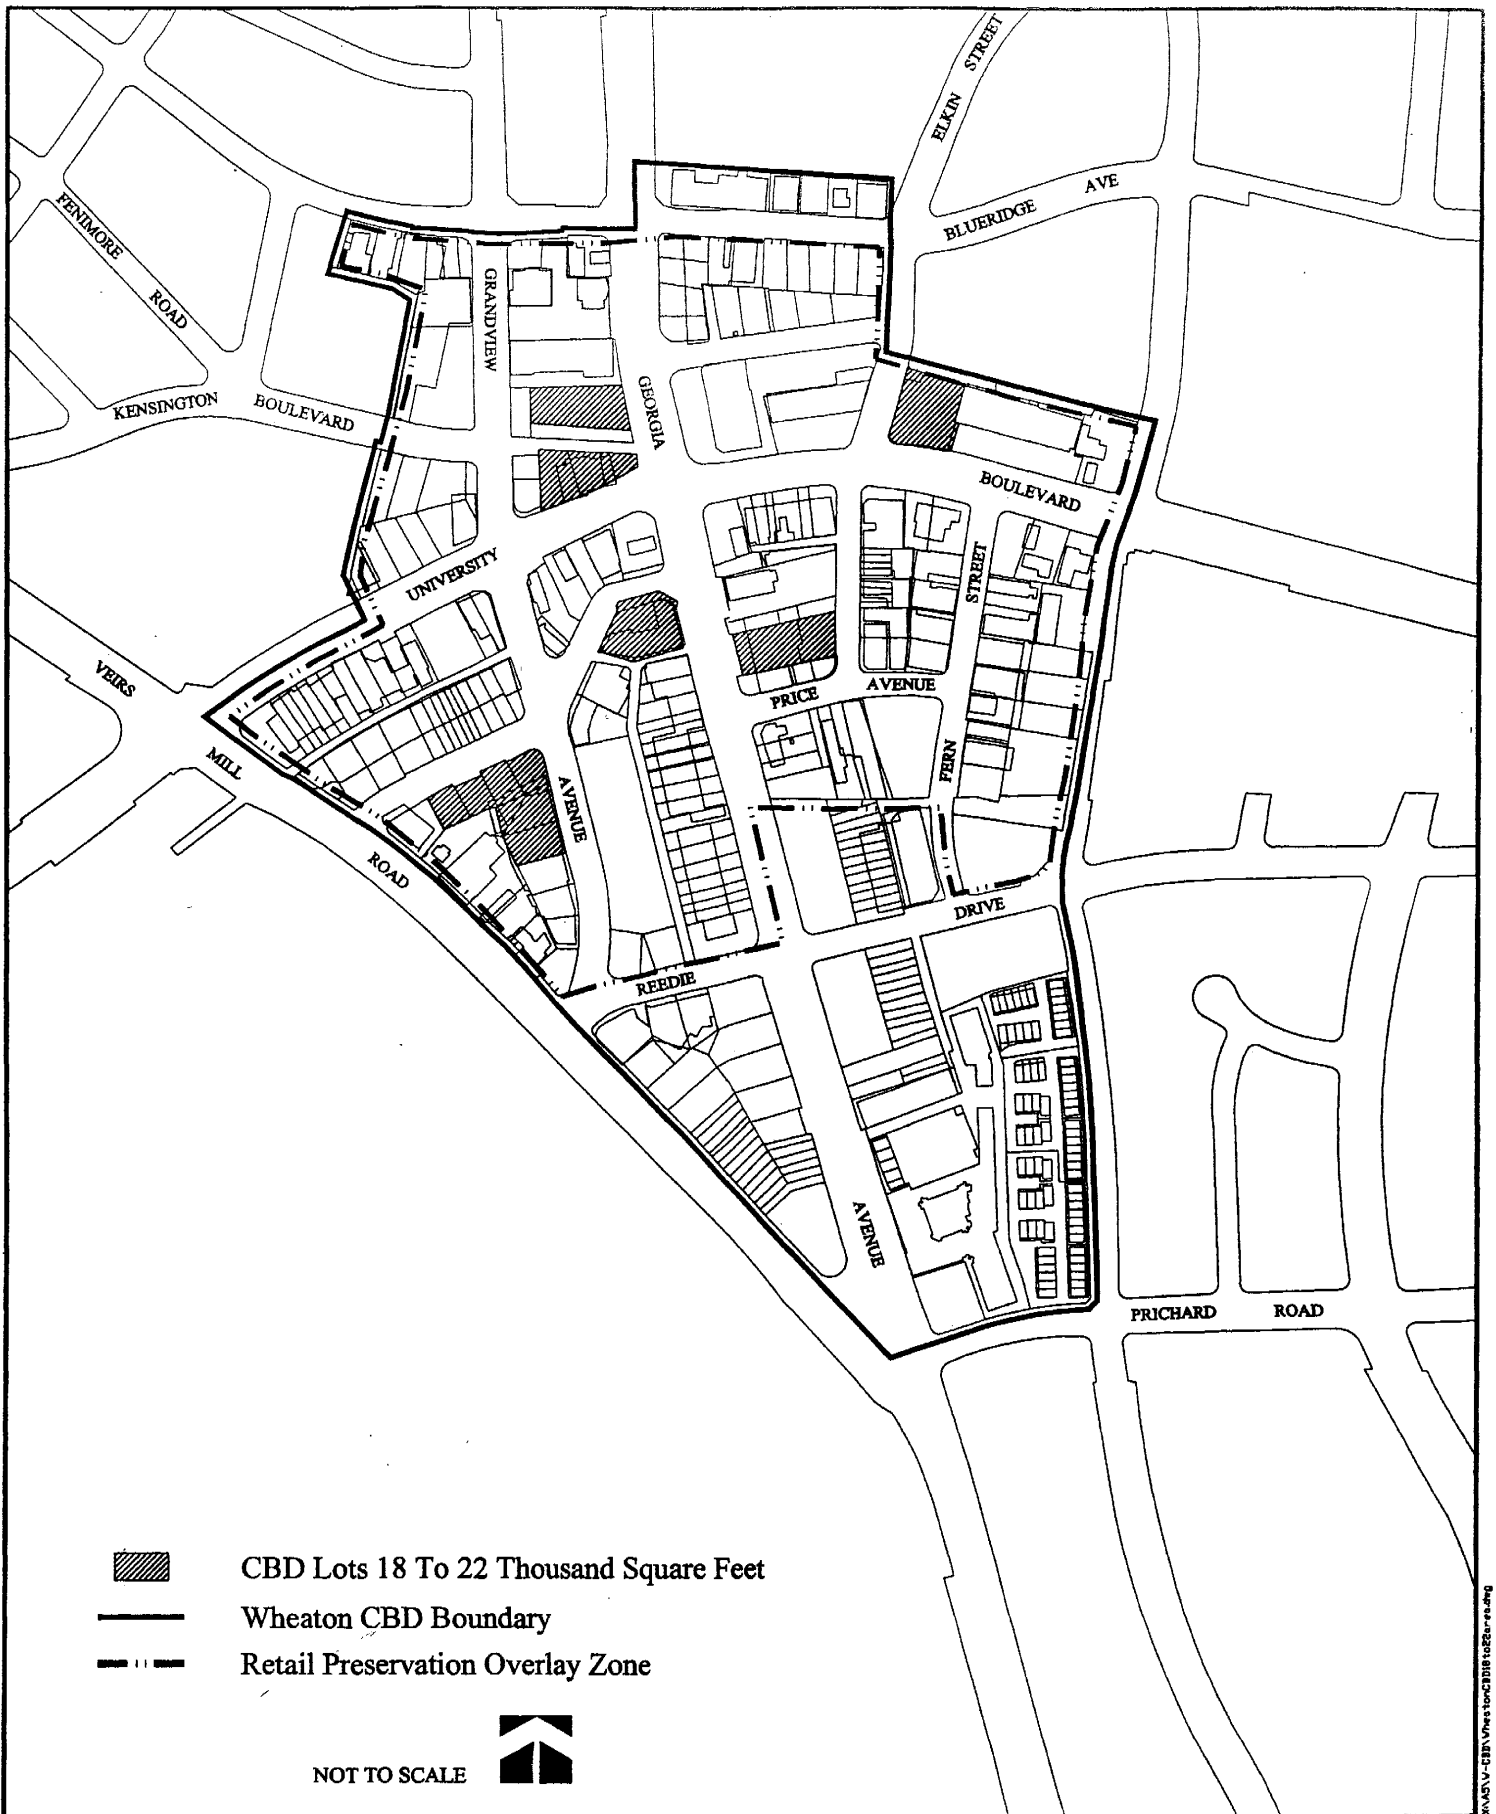 ELKIN STREET
BLUERIDGE AVE
FENIMORE ROAD
GRANDVIEW
GEORGIA
KENSINGTON BOULEVARD
BOULEVARD
UNIVERSITY
STREET
VEIRS
MILL
PRICE AVENUE
FERN
AVENUE
ROAD
DRIVE
REEDIE
AVENUE
PRICHARD ROAD
CBD Lots 18 To 22 Thousand Square Feet
Wheaton CBD Boundary
Retail Preservation Overlay Zone
NOT TO SCALE